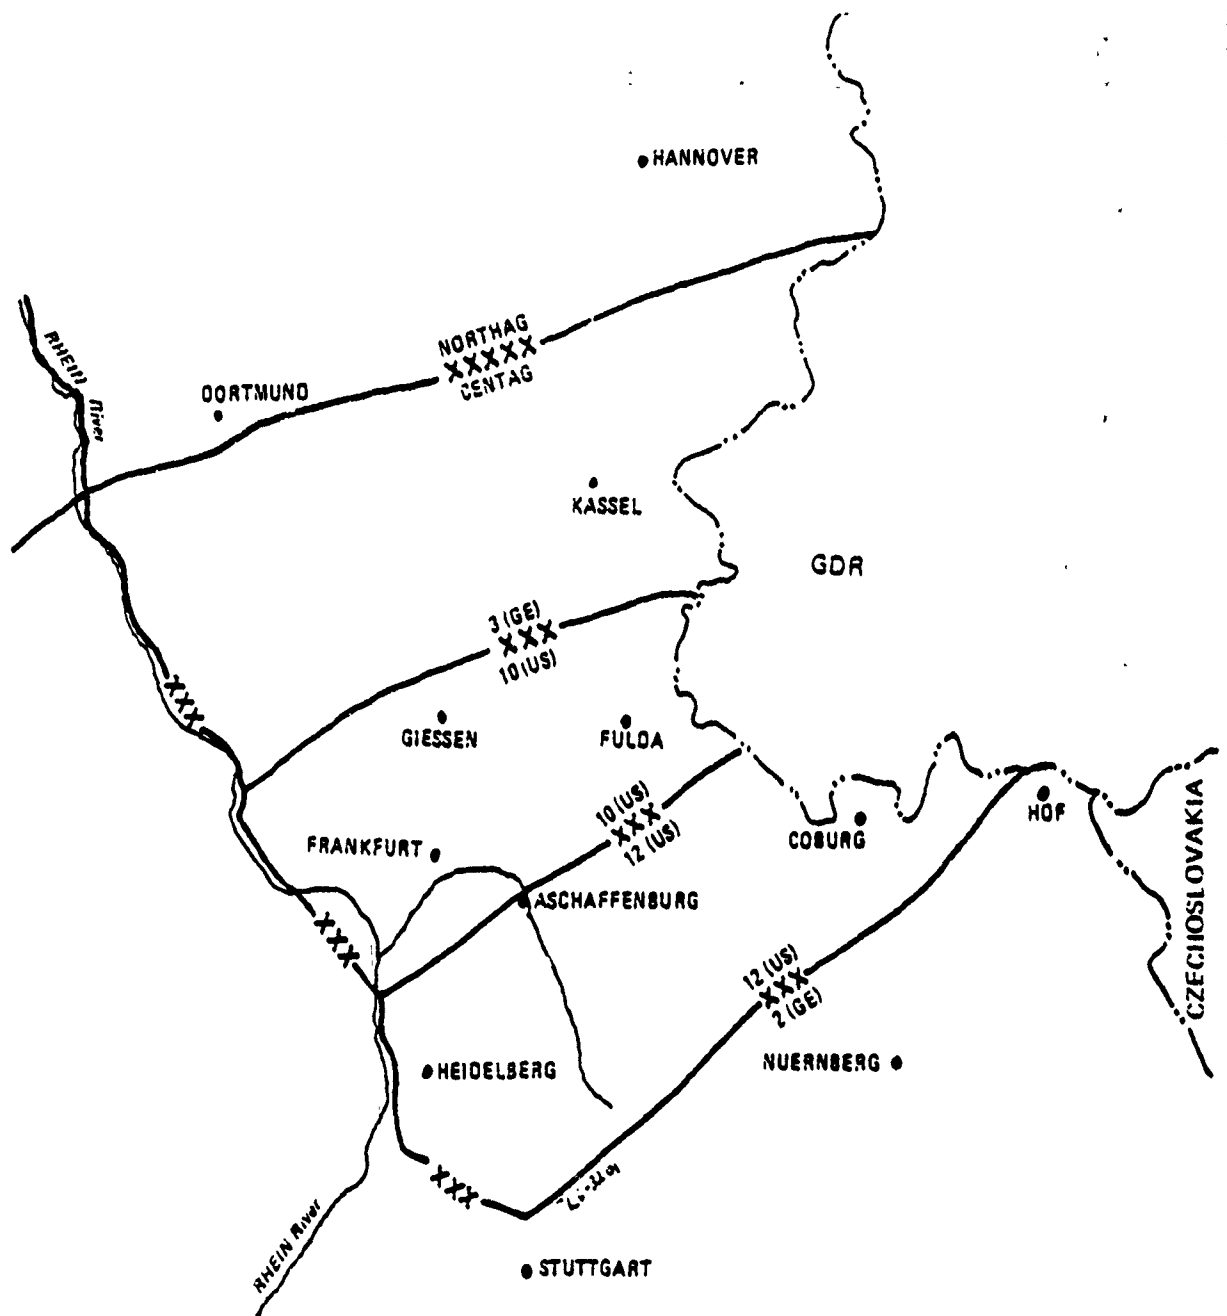 HANNOVER
NORTHAG
XXXXX
CENTAG
RHEIN
River
DORTMUND
KASSEL
GDR
3 (GE)
XXX
10 (US)
XXX
GIESSEN
FULDA
10 (US)
XXX
12 (US)
COBURG
HOF
CZECHOSLOVAKIA
FRANKFURT
ASCHAFFENBURG
XXX
12 (US)
XXX
2 (GE)
HEIDELBERG
NUERNBERG
XXX
RHEIN River
STUTTGART